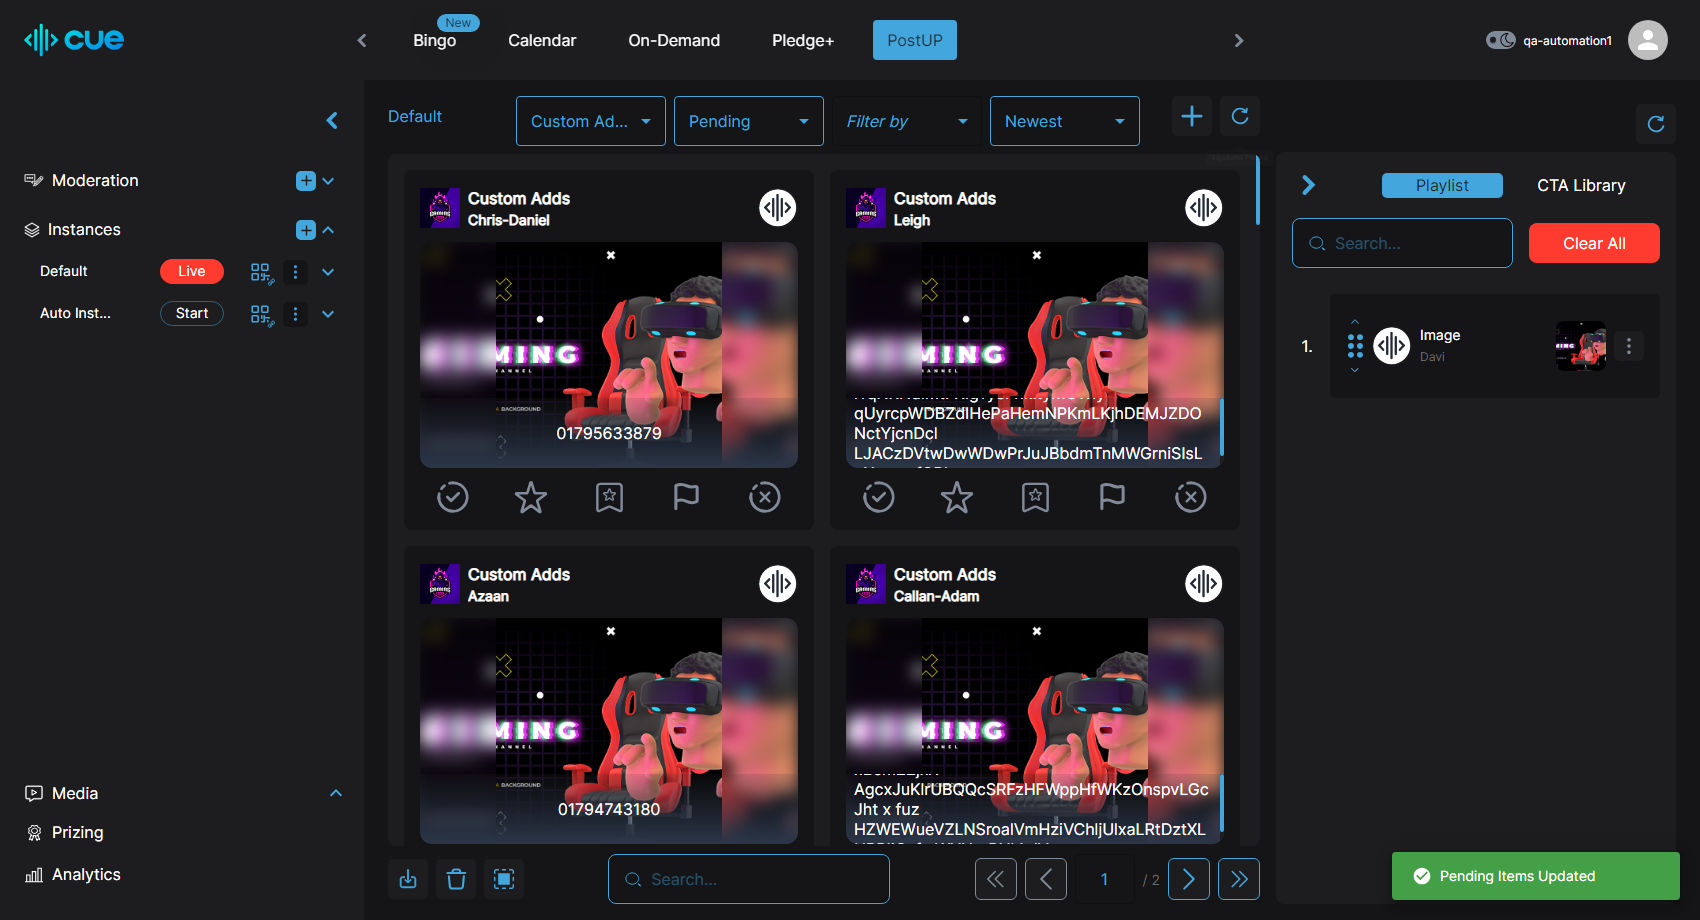 cue
New
Bingo
Calendar
On-Demand
Pledge+
PostUP
qa-automation1
Default
Custom Ad...
Pending
Filter by
Newest
Moderation
Instances
Default
Live
Auto Inst...
Start
Media
Prizing
Analytics
Custom Adds
Chris-Daniel
MING
BACKGROUND
01795633879
Custom Adds
Leigh
MING
qUyrcpWDBZdlHePaHemNPKmLKjhDEMJZDO
NctYjcnDcl
LJACzDVtwDwWDwPrJuJBbdmTnMWGrniSIsL
Custom Adds
Azaan
MING
BACKGROUND
01794743180
Custom Adds
Callan-Adam
MING
AgcxJuKlrUBQQcSRFzHFWppHfWKzOnspvLGc
Jht x fuz
HZWEWueVZLNSroalVmHziVChljUlxaLRtDztXL
Search...
1
/ 2
Playlist
CTA Library
Search...
Clear All
1.
Image
Davi
Pending Items Updated